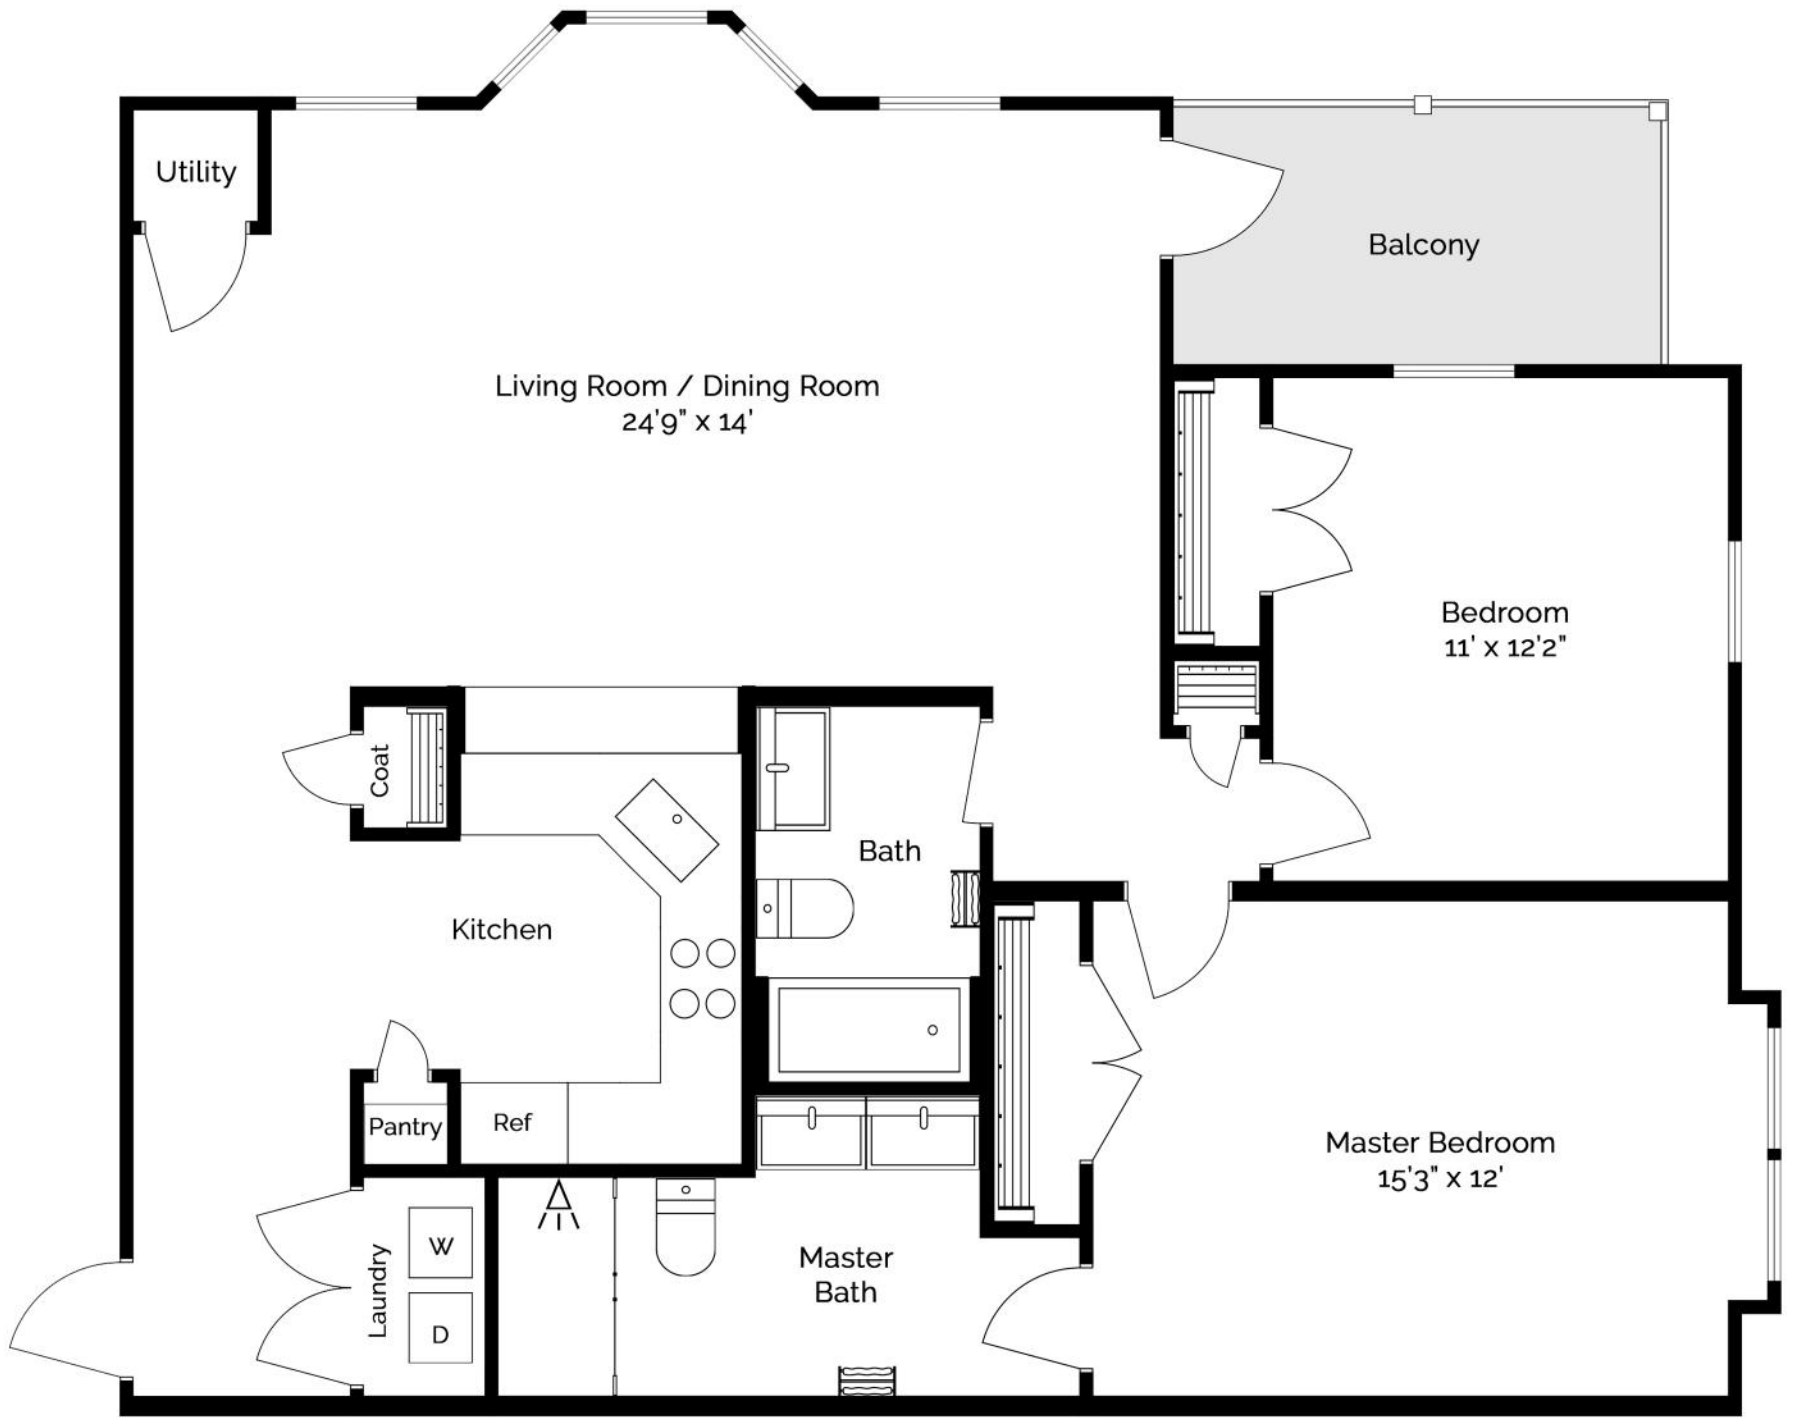 Utility
Balcony
Living Room / Dining Room
24'9" x 14'
Bedroom
11' x 12'2"
Coat
Bath
Kitchen
Pantry
Ref
Master Bedroom
15'3" x 12'
Laundry
W
D
Master
Bath